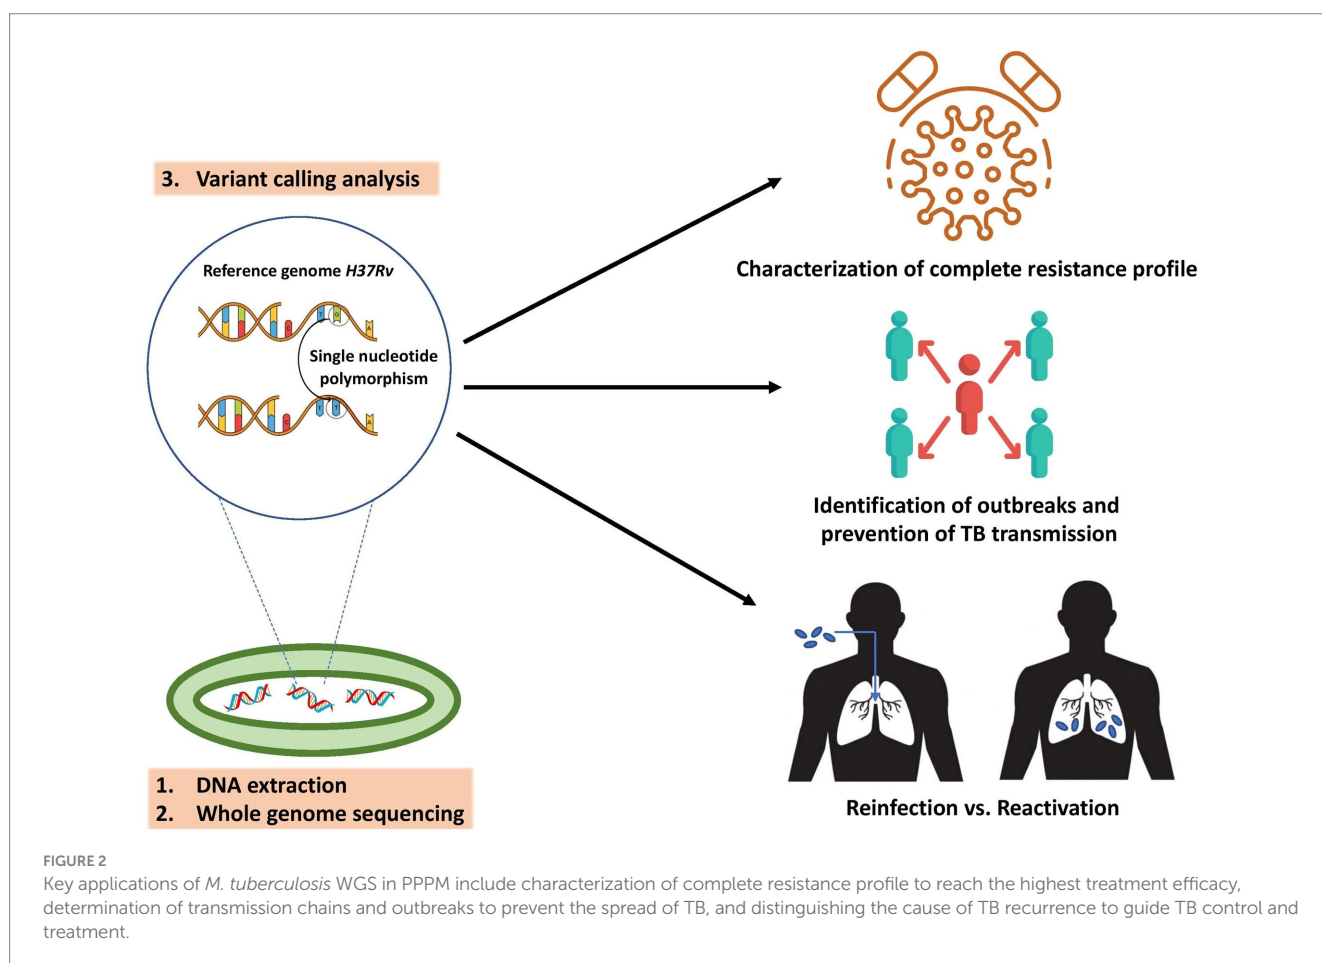 3. Variant calling analysis
Reference genome H37Rv
T G
C
A
Single nucleotide
polymorphism
T T
C
A
1. DNA extraction
2. Whole genome sequencing
Characterization of complete resistance profile
Identification of outbreaks and
prevention of TB transmission
Reinfection vs. Reactivation
FIGURE 2
Key applications of M. tuberculosis WGS in PPPM include characterization of complete resistance profile to reach the highest treatment efficacy,
determination of transmission chains and outbreaks to prevent the spread of TB, and distinguishing the cause of TB recurrence to guide TB control and
treatment.